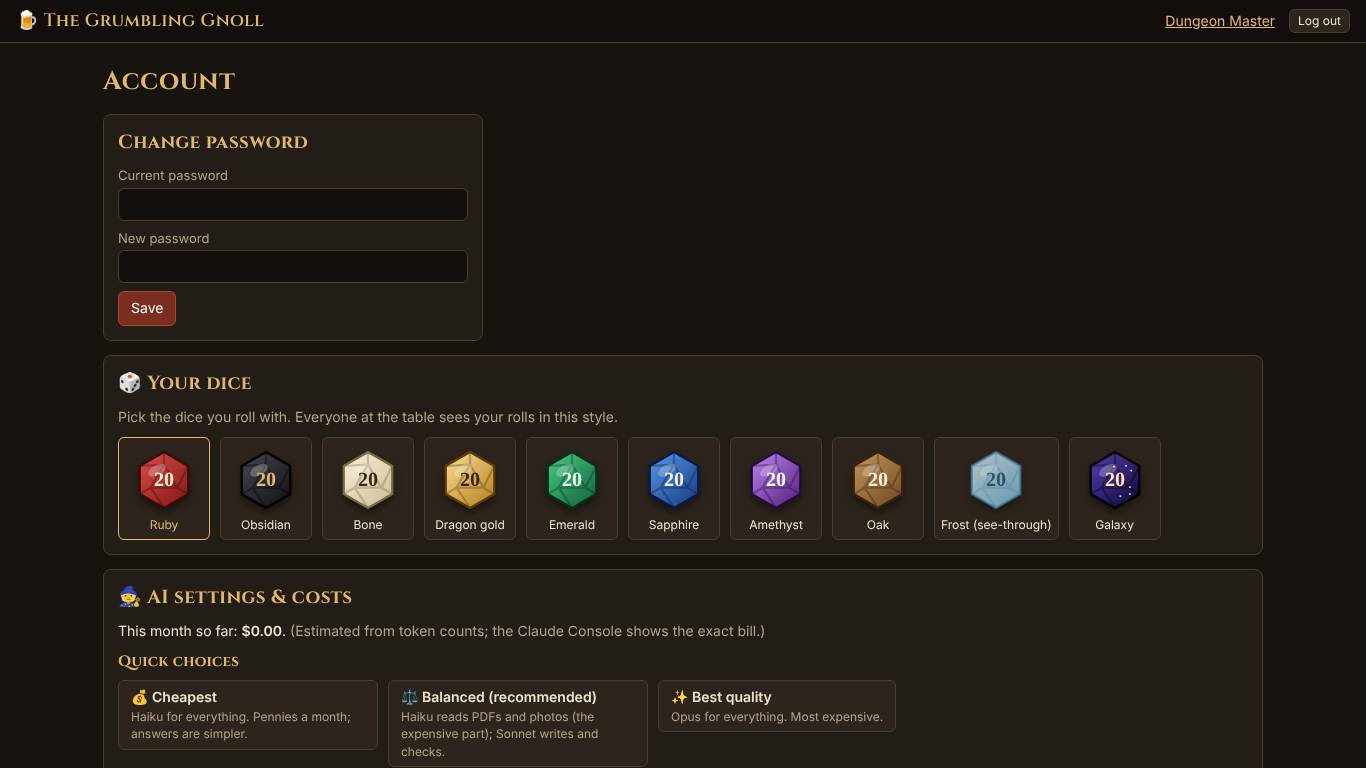 The Grumbling Gnoll
Dungeon Master
Log out
Account
Change password
Current password
New password
Save
Your dice
Pick the dice you roll with. Everyone at the table sees your rolls in this style.
20 20 20 20 20 20 20 20 20 20
Ruby Obsidian Bone Dragon gold Emerald Sapphire Amethyst Oak Frost (see-through) Galaxy
AI settings & costs
This month so far: $0.00. (Estimated from token counts; the Claude Console shows the exact bill.)
Quick choices
Cheapest
Haiku for everything. Pennies a month;
answers are simpler.
Balanced (recommended)
Haiku reads PDFs and photos (the
expensive part); Sonnet writes and
checks.
Best quality
Opus for everything. Most expensive.